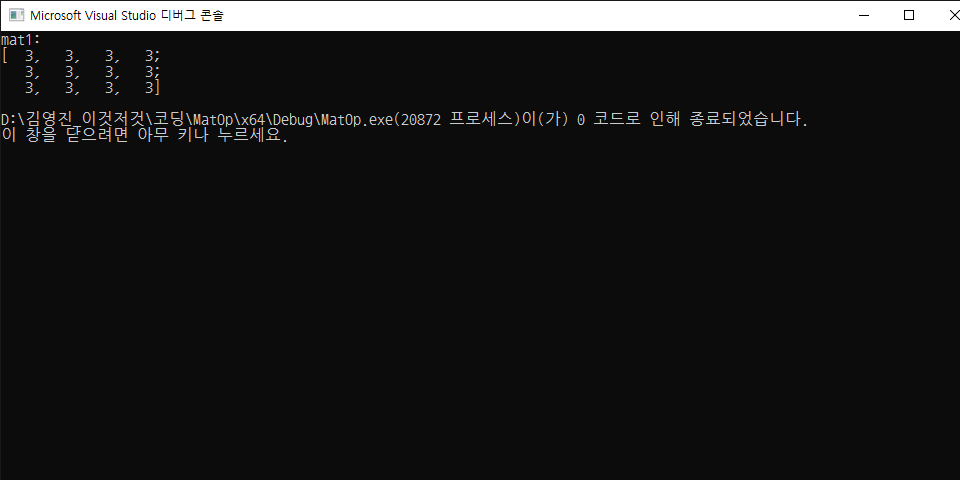 Microsoft Visual Studio 디버그 콘솔
mat1:
[  3,   3,   3,   3;
   3,   3,   3,   3;
   3,   3,   3,   3]
D:\김영진_이것저것\코딩\MatOp\x64\Debug\MatOp.exe(20872 프로세스)이(가) 0 코드로 인해 종료되었습니다.
이 창을 닫으려면 아무 키나 누르세요.